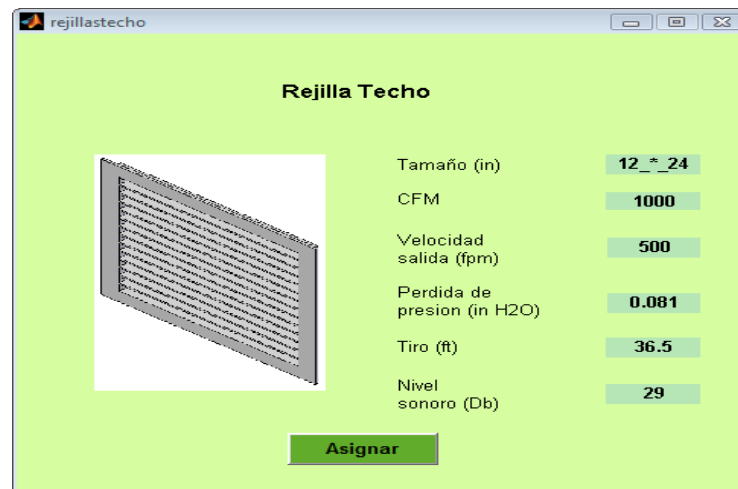 rejillastecho
Rejilla Techo
Tamaño (in) 12_*_24
CFM 1000
Velocidad
salida (fpm) 500
Perdida de
presion (in H2O) 0.081
Tiro (ft) 36.5
Nivel
sonoro (Db) 29
Asignar